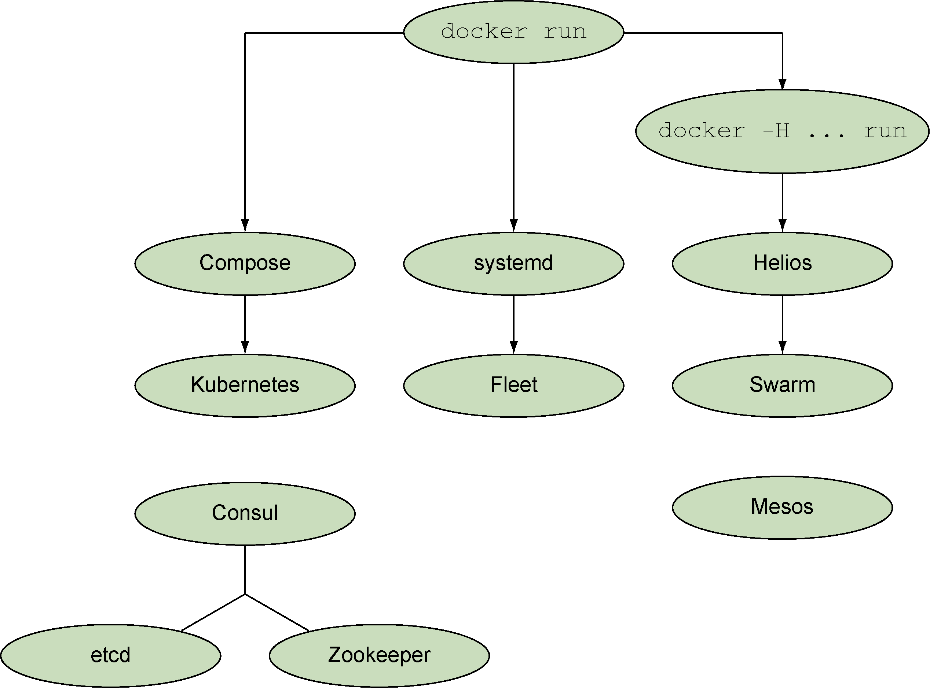 docker run
docker -H ... run
Compose
systemd
Helios
Kubernetes
Fleet
Swarm
Consul
Mesos
etcd
Zookeeper